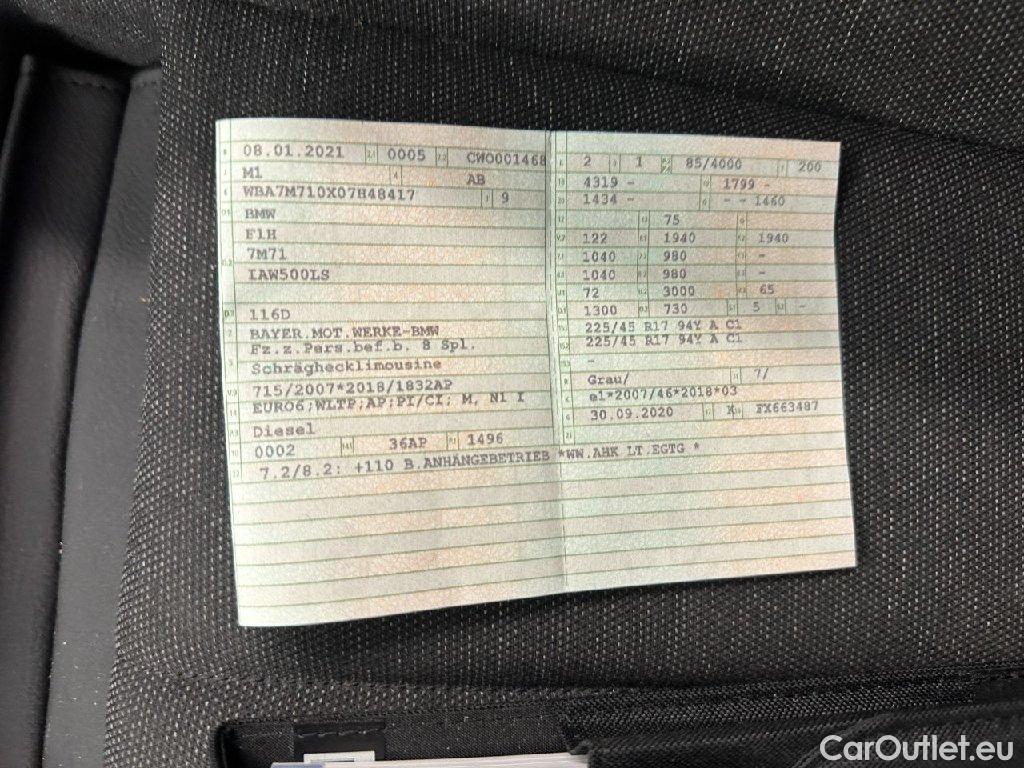 08.01.2021 0005 CWO001468
M1 AB
WBA7M710X07H48417 9
BMW
F1H
7M71
IAW500LS
116D
BAYER.MOT.WERKE-BMW
Fz.z.Pers.bef.b. 8 Spl.
Schräghecklimousine
715/2007*2018/1832AP
EURO6;WLTP;AP;PI/CI; M, N1 I
Diesel
0002 36AP 1496
7.2/8.2: +110 B.ANHÄNGEBETRIEB *WW.AHK LT.EGTG *
2 1 85/4000 200
4319 - 1799 -
1434 - - - 1460
75
122 1940 1940
1040 980 -
1040 980 -
72 3000 65
1300 730 5 -
225/45 R17 94Y A C1
225/45 R17 94Y A C1
-
Grau/ 7/
e1*2007/46*2018*03
30.09.2020 K FX663487
CarOutlet.eu